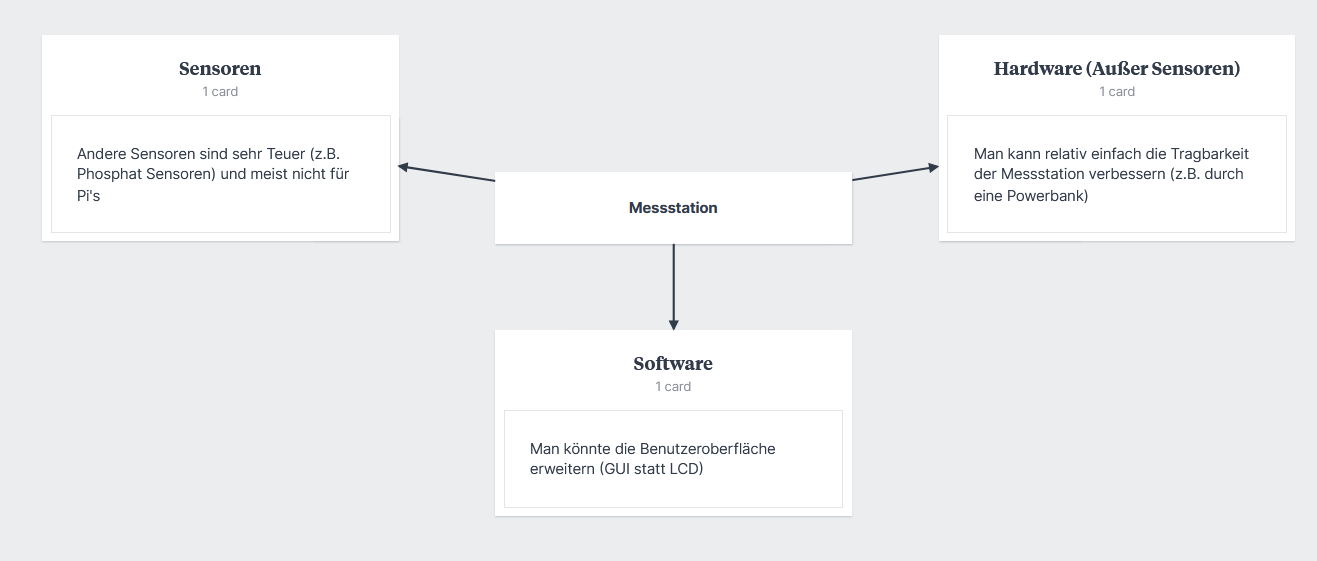 Sensoren
1 card
Andere Sensoren sind sehr Teuer (z.B.
Phosphat Sensoren) und meist nicht für
Pi's
Messstation
Hardware (Außer Sensoren)
1 card
Man kann relativ einfach die Tragbarkeit
der Messstation verbessern (z.B. durch
eine Powerbank)
Software
1 card
Man könnte die Benutzeroberfläche
erweitern (GUI statt LCD)